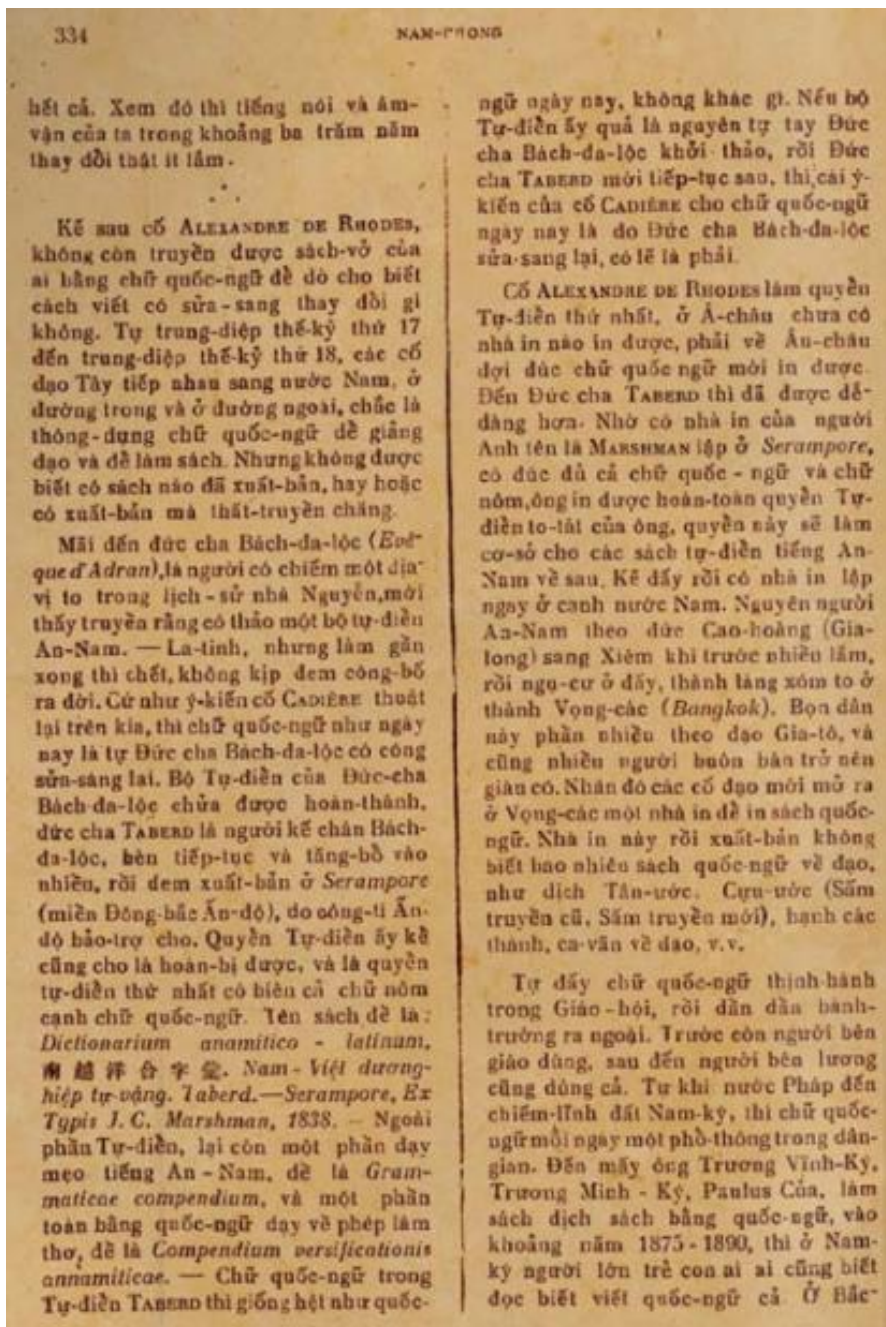 334
NAM-PHONG
hết cả. Xem đó thì tiếng nói và âm-
vận của ta trong khoảng ba trăm năm
thay đổi thật ít lắm.
Kế sau cố ALEXANDRE DE RHODES,
không còn truyền được sách-vở của
ai bằng chữ quốc-ngữ để dò cho biết
cách viết có sửa-sang thay đổi gì
không. Tự trung-diệp thế-kỷ thứ 17
đến trung-diệp thế-kỷ thứ 18, các cố
đạo Tây tiếp nhau sang nước Nam, ở
đường trong và ở đường ngoài, chắc là
thông-dụng chữ quốc-ngữ để giảng
đạo và để làm sách. Nhưng không được
biết có sách nào đã xuất-bản, hay hoặc
có xuất-bản mà thất-truyền chăng.
Mãi đến đức cha Bách-đa-lộc (Evê-
que d'Adran), là người có chiếm một địa-
vị to trong lịch-sử nhà Nguyễn, mới
thấy truyền rằng có thảo một bộ tự-điển
An-Nam. — La-tinh, nhưng làm gần
xong thì chết, không kịp đem công-bố
ra đời. Cứ như ý-kiến cố CADIÈRE thuật
lại trên kia, thì chữ quốc-ngữ như ngày
nay là tự Đức cha Bách-đa-lộc có công
sửa-sang lại. Bộ Tự-điển của Đức-cha
Bách-đa-lộc chửa được hoàn-thành,
đức cha TABERD là người kế chân Bách-
đa-lộc, bèn tiếp-tục và tăng-bổ vào
nhiều, rồi đem xuất-bản ở Serampore
(miền Đông-bắc Ấn-độ), do công-ti Ấn-
độ bảo-trợ cho. Quyển Tự-điển ấy kể
cũng cho là hoàn-bị được, và là quyển
tự-điển thứ nhất có biên cả chữ nôm
cạnh chữ quốc-ngữ. Tên sách đề là:
Dictionarium anamitico - latinum,
南越洋合字彙. Nam-Việt dương-
hiệp tự-vậng. Taberd.—Serampore, Ex
Typis J. C. Marshman, 1838. — Ngoài
phần Tự-điển, lại còn một phần dạy
mẹo tiếng An-Nam, đề là Gram-
maticae compendium, và một phần
toàn bằng quốc-ngữ dạy về phép làm
thơ, đề là Compendium versificationis
annamiticae. — Chữ quốc-ngữ trong
Tự-điển TABERD thì giống hệt như quốc-
ngữ ngày nay, không khác gì. Nếu bộ
Tự-điển ấy quả là nguyên tự tay Đức
cha Bách-đa-lộc khởi thảo, rồi Đức
cha TABERD mới tiếp-tục sau, thì cái ý-
kiến của cố CADIÈRE cho chữ quốc-ngữ
ngày nay là do Đức cha Bách-đa-lộc
sửa-sang lại, có lẽ là phải.
Cố ALEXANDRE DE RHODES làm quyển
Tự-điển thứ nhất, ở Á-châu chưa có
nhà in nào in được, phải về Âu-châu
đợi đúc chữ quốc ngữ mới in được.
Đến Đức cha TABERD thì đã được dễ-
dàng hơn. Nhờ có nhà in của người
Anh tên là MARSHMAN lập ở Serampore,
có đúc đủ cả chữ quốc-ngữ và chữ
nôm, ông in được hoàn-toàn quyển Tự-
điển to-tát của ông, quyển này sẽ làm
cơ-sở cho các sách tự-điển tiếng An-
Nam về sau. Kế đấy rồi có nhà in lập
ngay ở cạnh nước Nam. Nguyên người
An-Nam theo đức Cao-hoàng (Gia-
long) sang Xiêm khi trước nhiều lắm,
rồi ngụ-cư ở đấy, thành làng xóm to ở
thành Vọng-các (Bangkok). Bọn dân
này phần nhiều theo đạo Gia-tô, và
cũng nhiều người buôn bán trở nên
giàu có. Nhân đó các cố đạo mới mở ra
ở Vọng-các một nhà in để in sách quốc-
ngữ. Nhà in này rồi xuất-bản không
biết bao nhiêu sách quốc-ngữ về đạo,
như dịch Tân-ước, Cựu-ước (Sấm
truyền cũ, Sấm truyền mới), hạnh các
thánh, ca-vãn về đạo, v.v.
Tự đấy chữ quốc-ngữ thịnh-hành
trong Giáo-hội, rồi dần dần bành-
trướng ra ngoài. Trước còn người bên
giáo dùng, sau đến người bên lương
cũng dùng cả. Từ khi nước Pháp đến
chiếm-lĩnh đất Nam-kỳ, thì chữ quốc-
ngữ mỗi ngày một phổ-thông trong dân-
gian. Đến mấy ông Trương Vĩnh-Ký,
Trương Minh-Ký, Paulus Của, làm
sách dịch sách bằng quốc-ngữ, vào
khoảng năm 1875-1890, thì ở Nam-
kỳ người lớn trẻ con ai ai cũng biết
đọc biết viết quốc-ngữ cả. Ở Bắc-